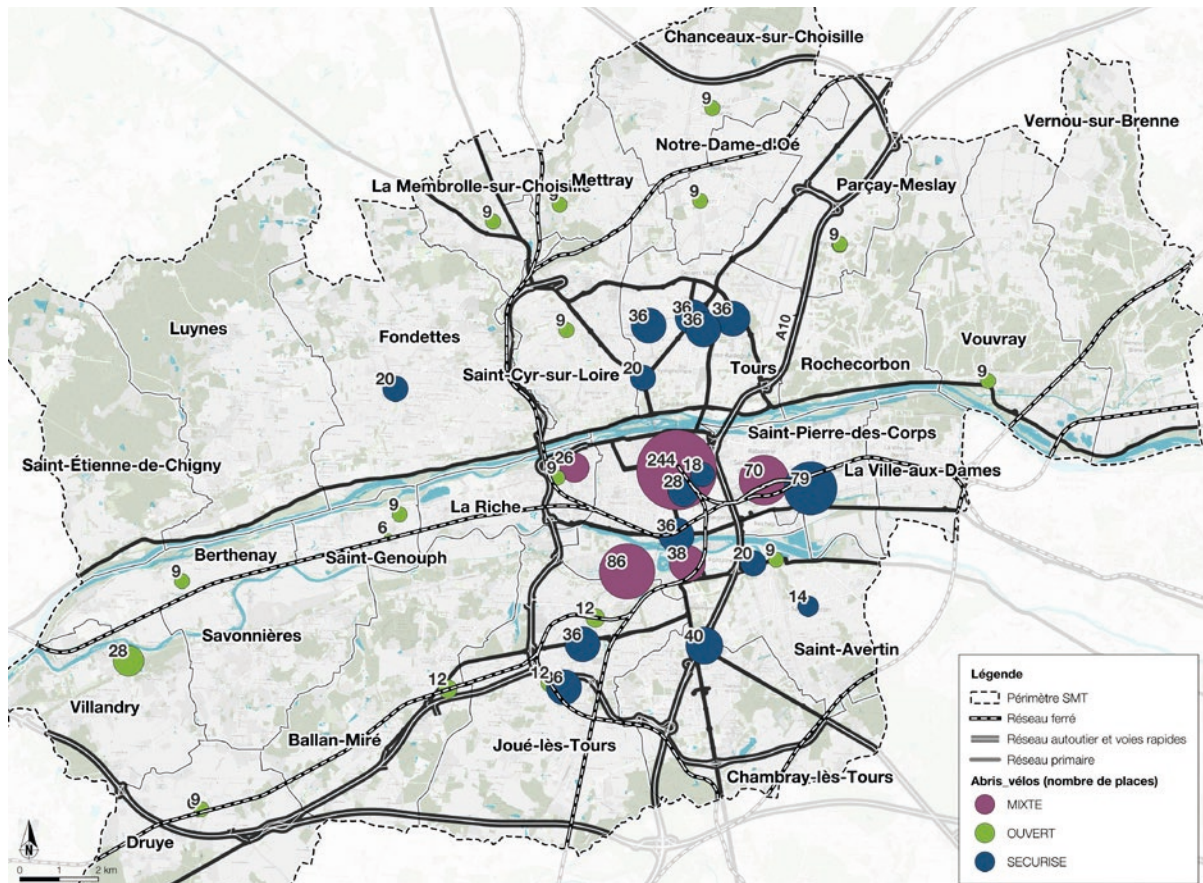 Chanceaux-sur-Choisille
9
Vernou-sur-Brenne
Notre-Dame-d'Oé
La Membrolle-sur-Choisille
Mettray
Parçay-Meslay
9
9
9
9
Luynes
Fondettes
36
36
36
36
A10
9
Vouvray
Rochecorbon
Tours
Saint-Cyr-sur-Loire
20
20
9
Saint-Pierre-des-Corps
Saint-Étienne-de-Chigny
26
9
244
18
28
70
79
La Ville-aux-Dames
La Riche
9
6
36
Berthenay
Saint-Genouph
9
86
38
20
9
14
12
Savonnières
36
40
Saint-Avertin
28
12
12
36
Villandry
Ballan-Miré
Joué-lès-Tours
Chambray-lès-Tours
9
Druye
N
0 1 2 km
Légende
Périmètre SMT
Réseau ferré
Réseau autoutier et voies rapides
Réseau primaire
Abris_vélos (nombre de places)
MIXTE
OUVERT
SECURISE